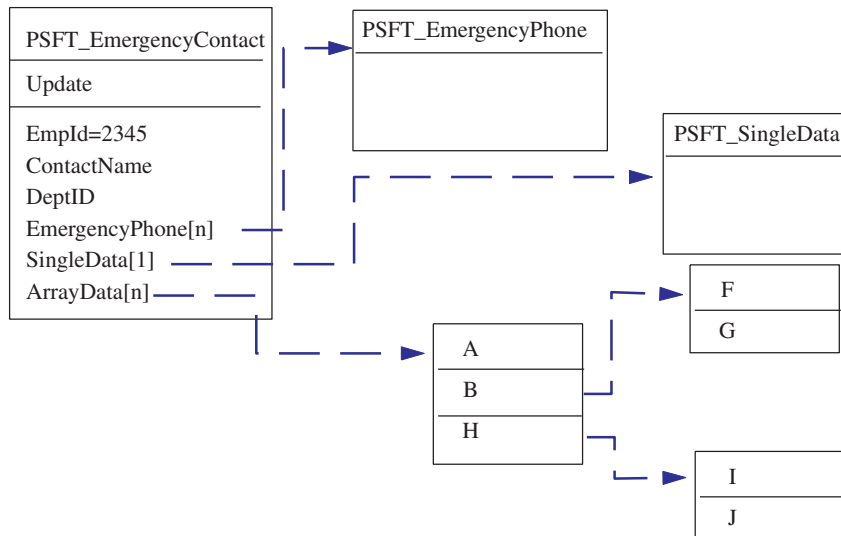 PSFT_EmergencyContact
Update
EmpId=2345
ContactName
DeptID
EmergencyPhone[n]
SingleData[1]
ArrayData[n]
PSFT_EmergencyPhone
PSFT_SingleData
A
B
H
F
G
I
J